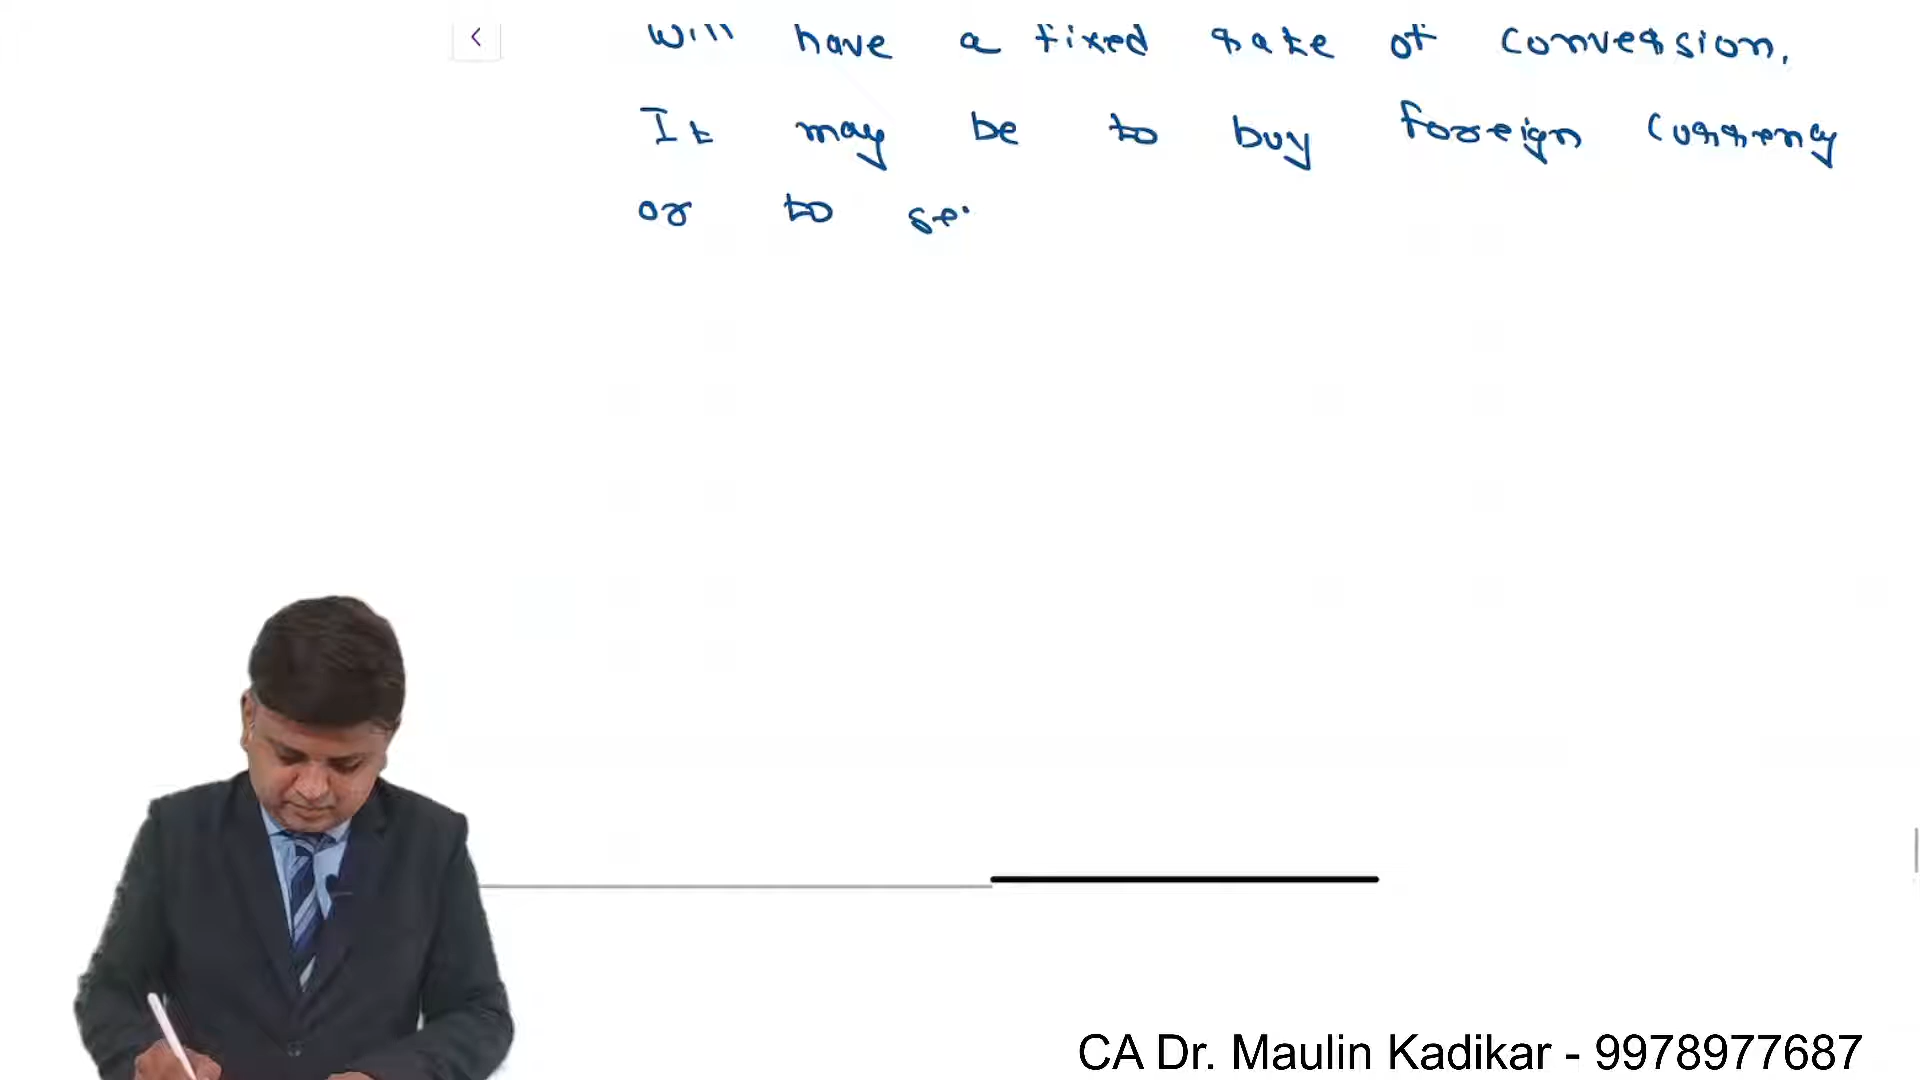 will have a fixed rate of conversion.
It may be to buy foreign currency
or to se
CA Dr. Maulin Kadikar - 9978977687